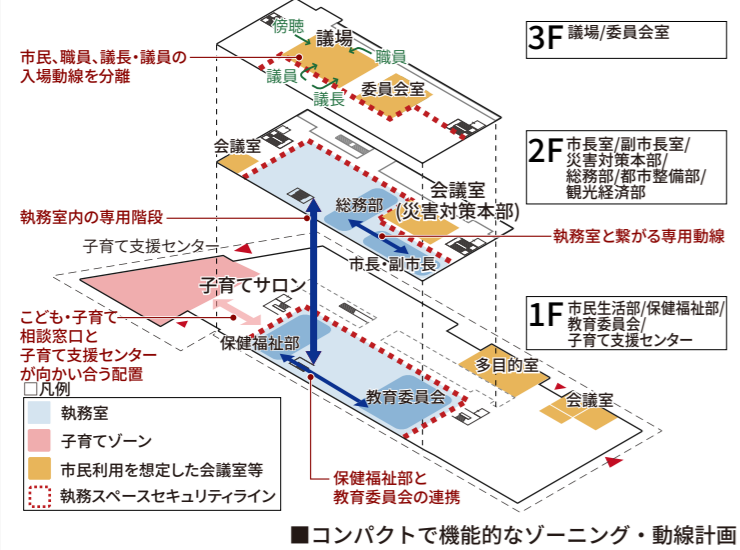 傍聴
議場
職員
議員
議長
委員会室
市民、職員、議長・議員の
入場動線を分離
3F 議場/委員会室
会議室
総務部
会議室
(災害対策本部)
市長・副市長
2F 市長室/副市長室/
災害対策本部/
総務部/都市整備部/
観光経済部
執務室内の専用階段
執務室と繋がる専用動線
子育て支援センター
子育てサロン
1F 市民生活部/保健福祉部/
教育委員会/
子育て支援センター
こども・子育て
相談窓口と
子育て支援センター
が向かい合う配置
保健福祉部
教育委員会
多目的室
会議室
保健福祉部と
教育委員会の連携
□凡例
執務室
子育てゾーン
市民利用を想定した会議室等
執務スペースセキュリティライン
■コンパクトで機能的なゾーニング・動線計画